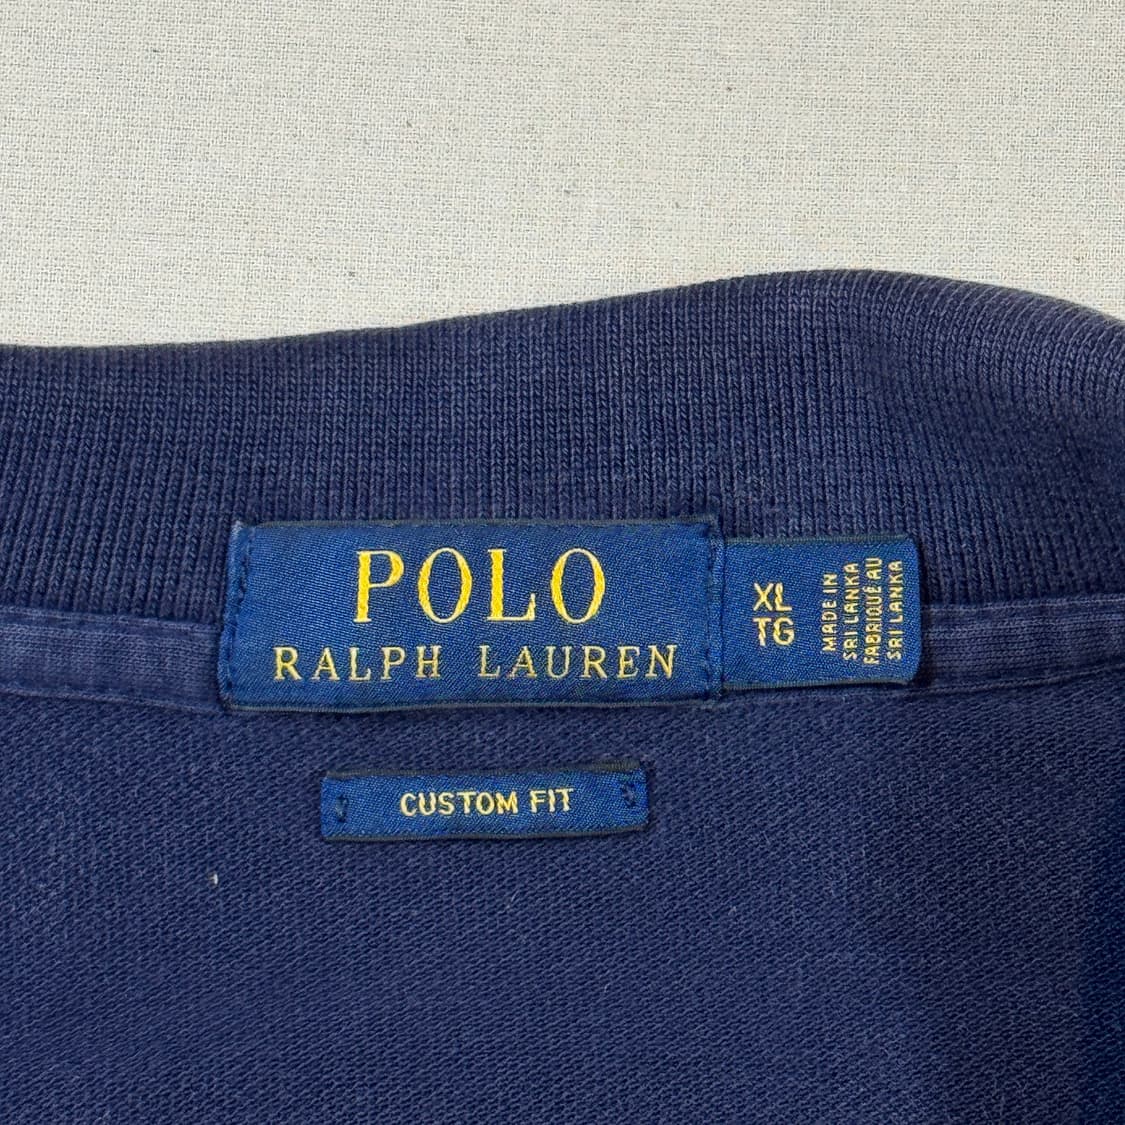 POLO
RALPH LAUREN
XL
TG
MADE IN
SRI LANKA
FABRIQUÉ AU
SRI LANKA
CUSTOM FIT